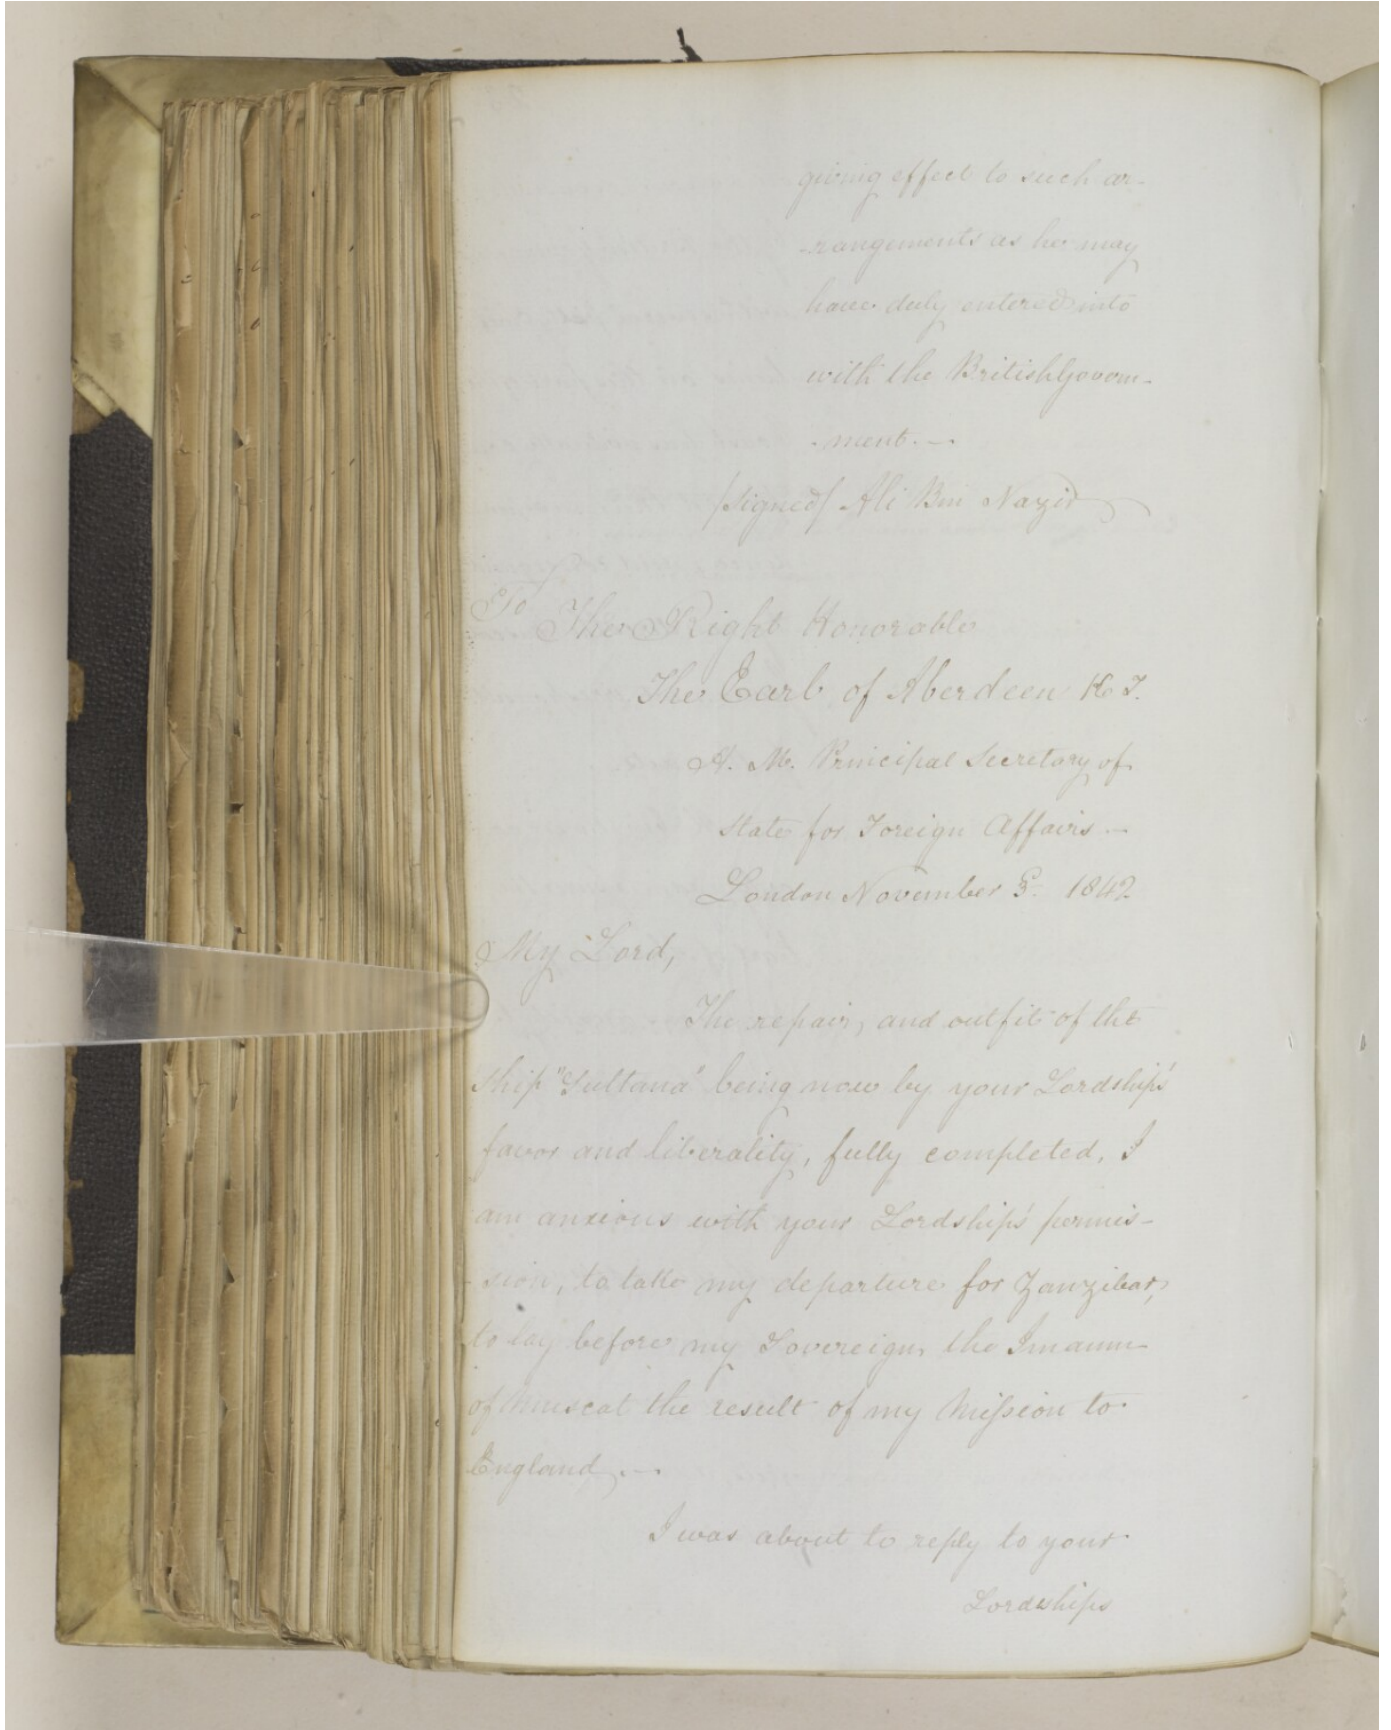 giving effect to such ar-
-rangements as he may
have duly entered into
with the British Govern-
-ment.—
/signed/ Ali Bin Nazir
To The Right Honorable
The Earl of Aberdeen K. T.
H. M. Principal Secretary of
State for Foreign Affairs.—
London November 3. 1842
My Lord,
The repair, and outfit of the
Ship "Sultana" being now by your Lordship's
favor and liberality, fully completed, I
am anxious with your Lordship's permis-
-sion, to take my departure for Zanzibar,
to lay before my Sovereign the Imaum
of Muscat the result of my Mission to
England.—
I was about to reply to your
Lordships